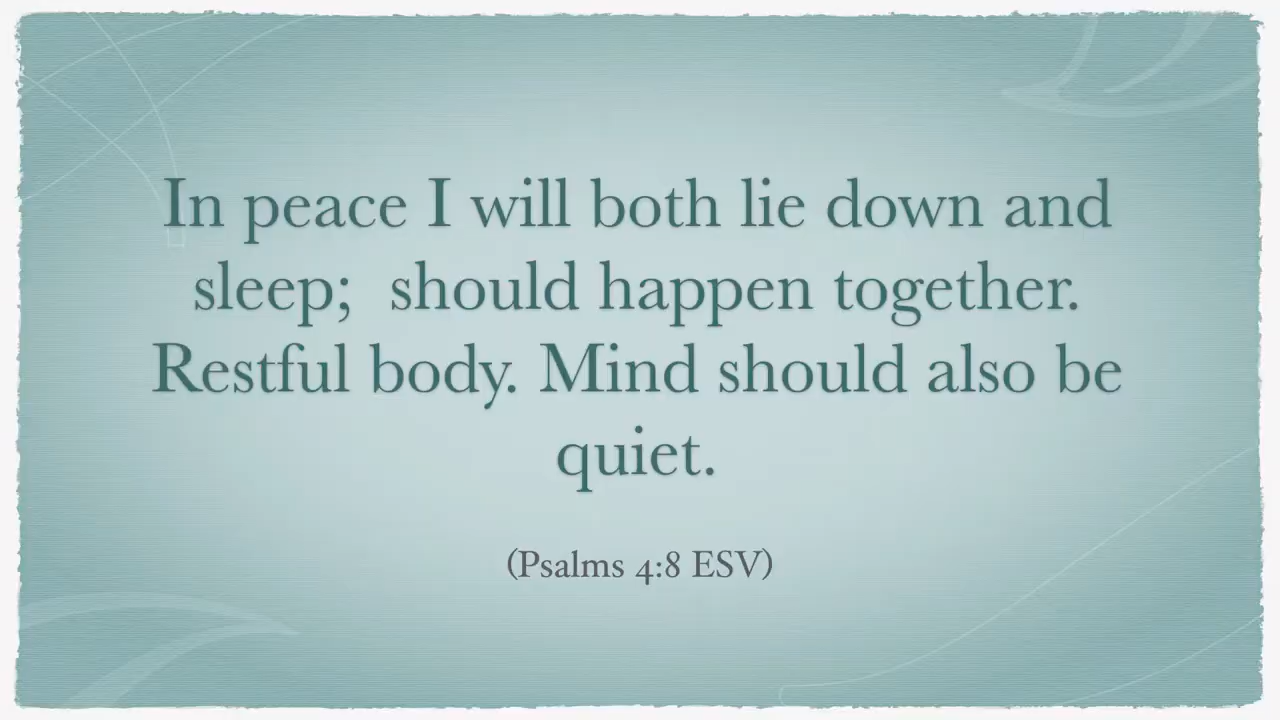 In peace I will both lie down and
sleep;  should happen together.
Restful body. Mind should also be
quiet.
(Psalms 4:8 ESV)